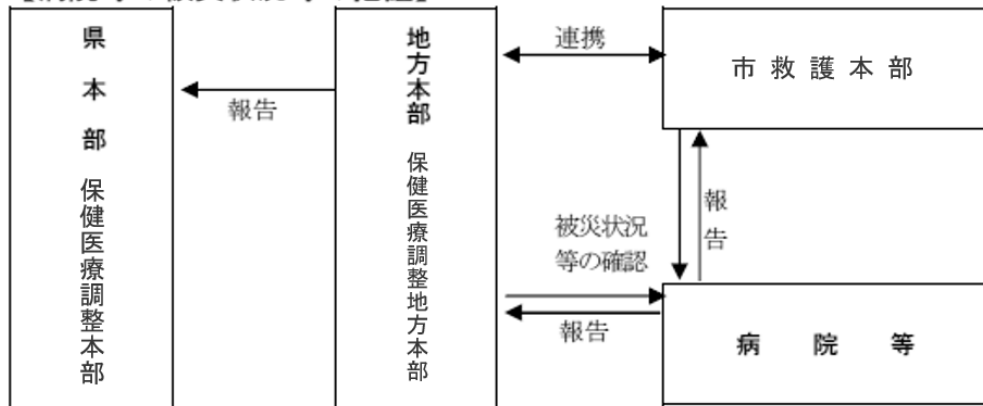 県本部 保健医療調整本部
報告
地方本部 保健医療調整地方本部
連携
市救護本部
被災状況
等の確認
報告
報告
病院等